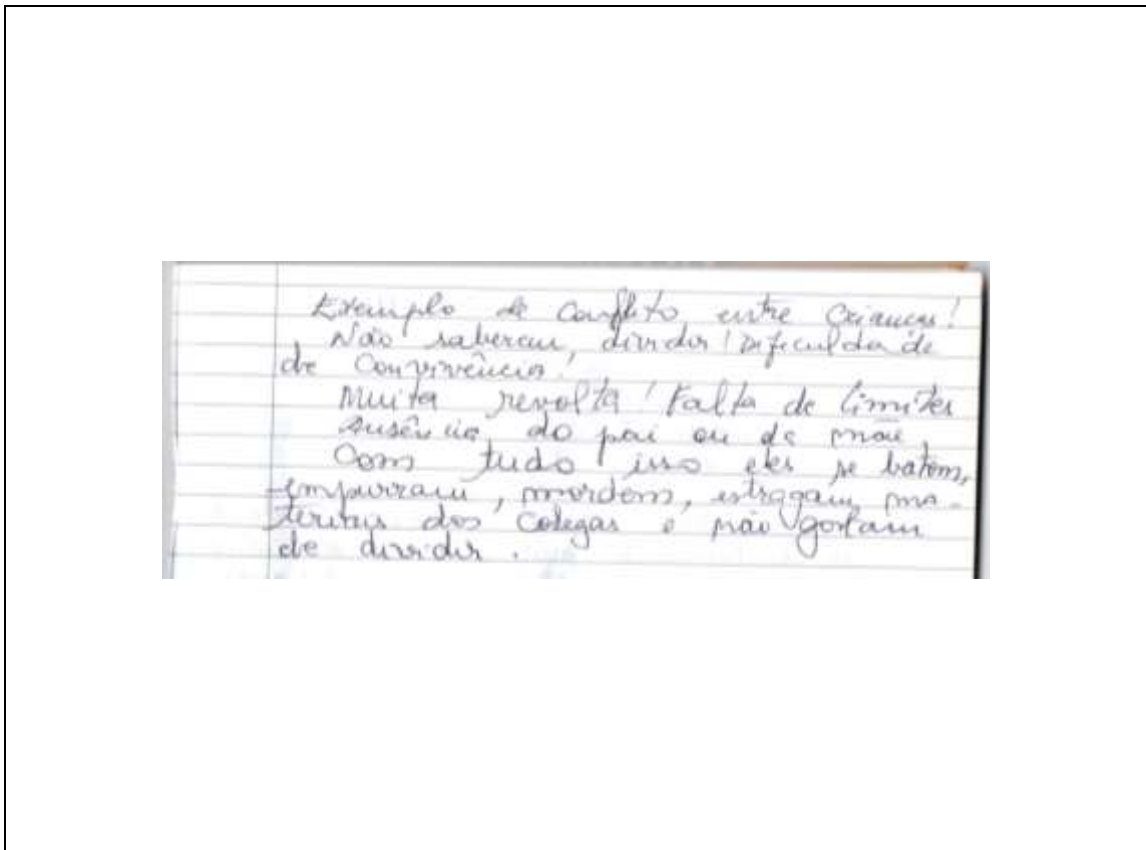 Exemplo de Conflito entre Crianças!
Não saberem, dividir! Dificuldade
de Convivência!
Muita revolta! Falta de limites
Ausência, do pai ou da mãe,
Com tudo isso eles se batem,
empurram, mordem, estragam ma-
teriais dos Colegas e não gostam
de dividir.